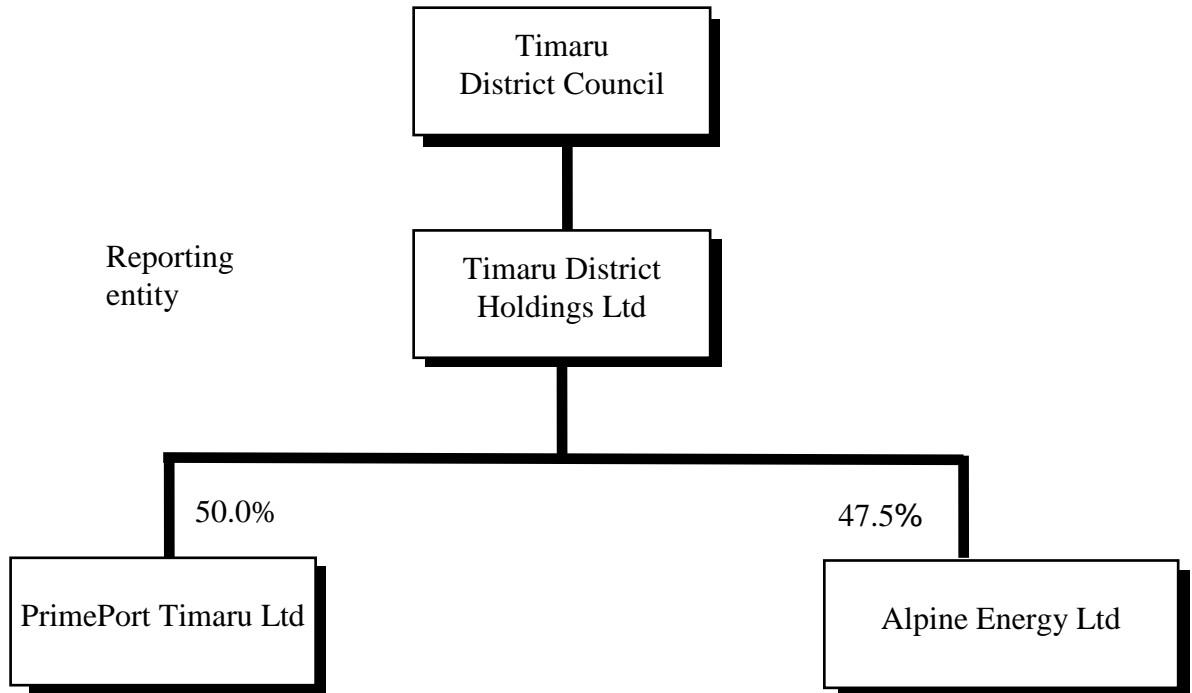 Timaru
District Council
Reporting
entity
Timaru District
Holdings Ltd
50.0%
47.5%
PrimePort Timaru Ltd
Alpine Energy Ltd